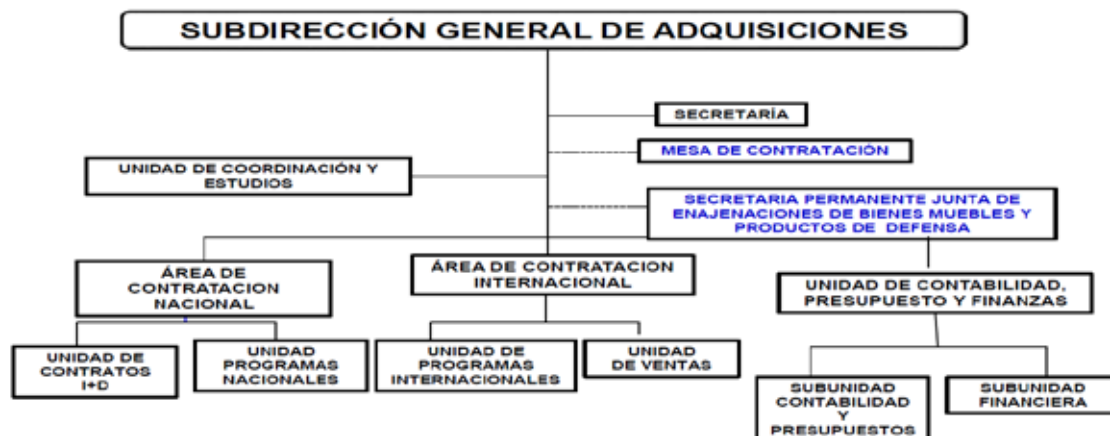 SUBDIRECCIÓN GENERAL DE ADQUISICIONES
SECRETARÍA
MESA DE CONTRATACIÓN
UNIDAD DE COORDINACIÓN Y
ESTUDIOS
SECRETARIA PERMANENTE JUNTA DE
ENAJENACIONES DE BIENES MUEBLES Y
PRODUCTOS DE DEFENSA
ÁREA DE
CONTRATACION
NACIONAL
ÁREA DE CONTRATACION
INTERNACIONAL
UNIDAD DE CONTABILIDAD,
PRESUPUESTO Y FINANZAS
UNIDAD DE
CONTRATOS
I+D
UNIDAD
PROGRAMAS
NACIONALES
UNIDAD DE
PROGRAMAS
INTERNACIONALES
UNIDAD
DE VENTAS
SUBUNIDAD
CONTABILIDAD
Y
PRESUPUESTOS
SUBUNIDAD
FINANCIERA